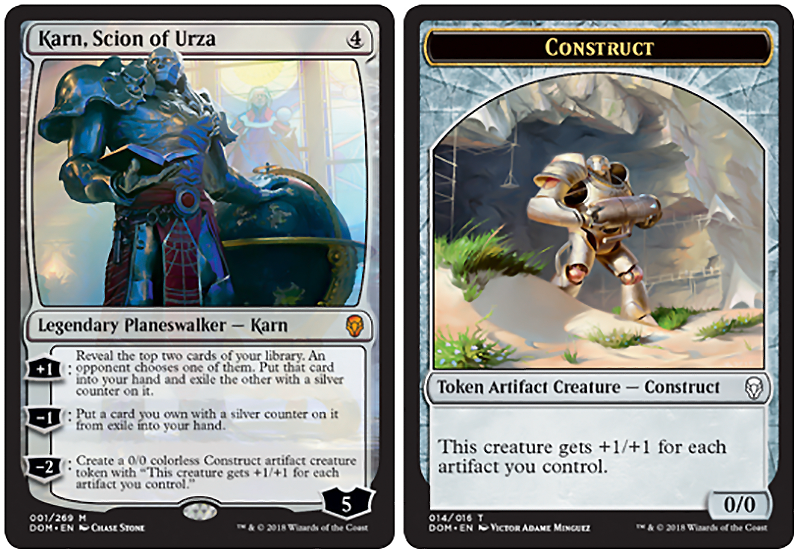 Karn, Scion of Urza 4
Legendary Planeswalker — Karn
+1 : Reveal the top two cards of your library. An
opponent chooses one of them. Put that card
into your hand and exile the other with a silver
counter on it.
−1 : Put a card you own with a silver counter on it
from exile into your hand.
−2 : Create a 0/0 colorless Construct artifact creature
token with “This creature gets +1/+1 for each
artifact you control.”
5
001/269 M
DOM • EN Chase Stone
™ & © 2018 Wizards of the Coast
Construct
Token Artifact Creature — Construct
This creature gets +1/+1 for each
artifact you control.
0/0
014/016 T
DOM • EN Victor Adame Minguez
™ & © 2018 Wizards of the Coast